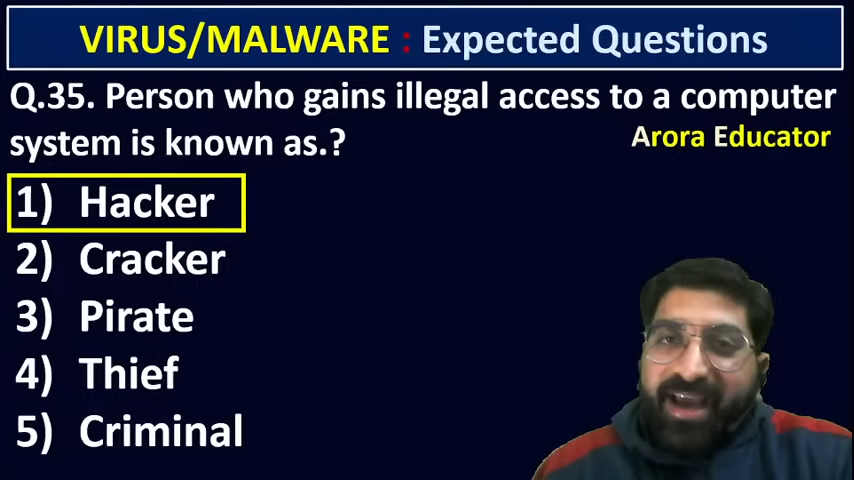 VIRUS/MALWARE : Expected Questions
Q.35. Person who gains illegal access to a computer
system is known as.?
Arora Educator
1) Hacker
2) Cracker
3) Pirate
4) Thief
5) Criminal